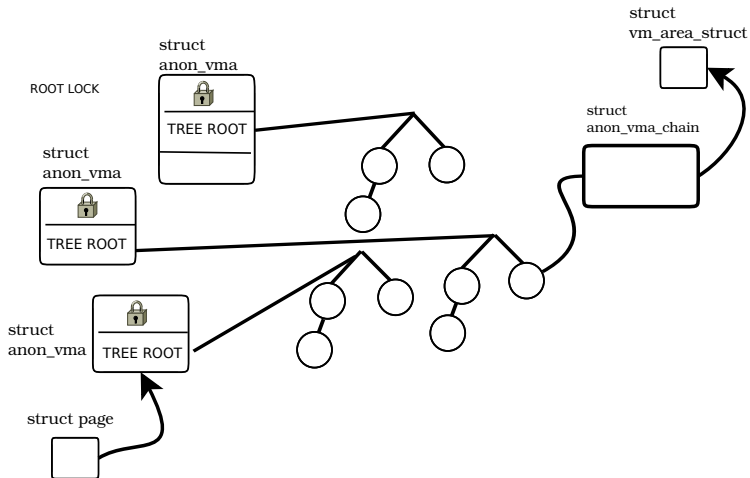 struct
vm_area_struct
struct
anon_vma
ROOT LOCK
TREE ROOT
struct
anon_vma_chain
struct
anon_vma
TREE ROOT
struct
anon_vma
TREE ROOT
struct page